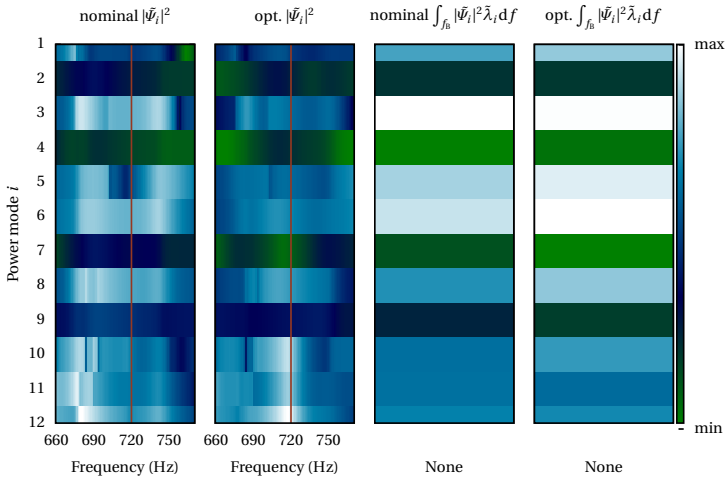 nominal |Ψ̃ᵢ|²
opt. |Ψ̃ᵢ|²
nominal ∫_{f_B} |Ψ̃ᵢ|² λ̃ᵢ df
opt. ∫_{f_B} |Ψ̃ᵢ|² λ̃ᵢ df
Power mode i
1
2
3
4
5
6
7
8
9
10
11
12
max
min
660 690 720 750
660 690 720 750
Frequency (Hz)
Frequency (Hz)
None
None